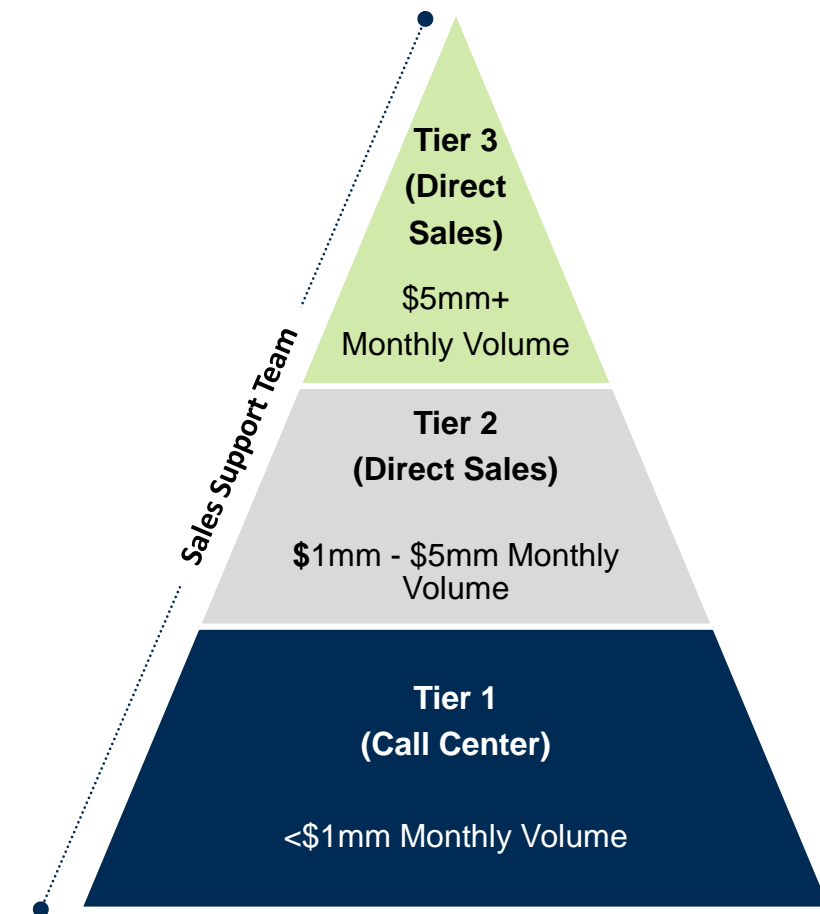 Tier 3
(Direct
Sales)
$5mm+
Monthly Volume
Sales Support Team
Tier 2
(Direct Sales)
$1mm - $5mm Monthly
Volume
Tier 1
(Call Center)
<$1mm Monthly Volume